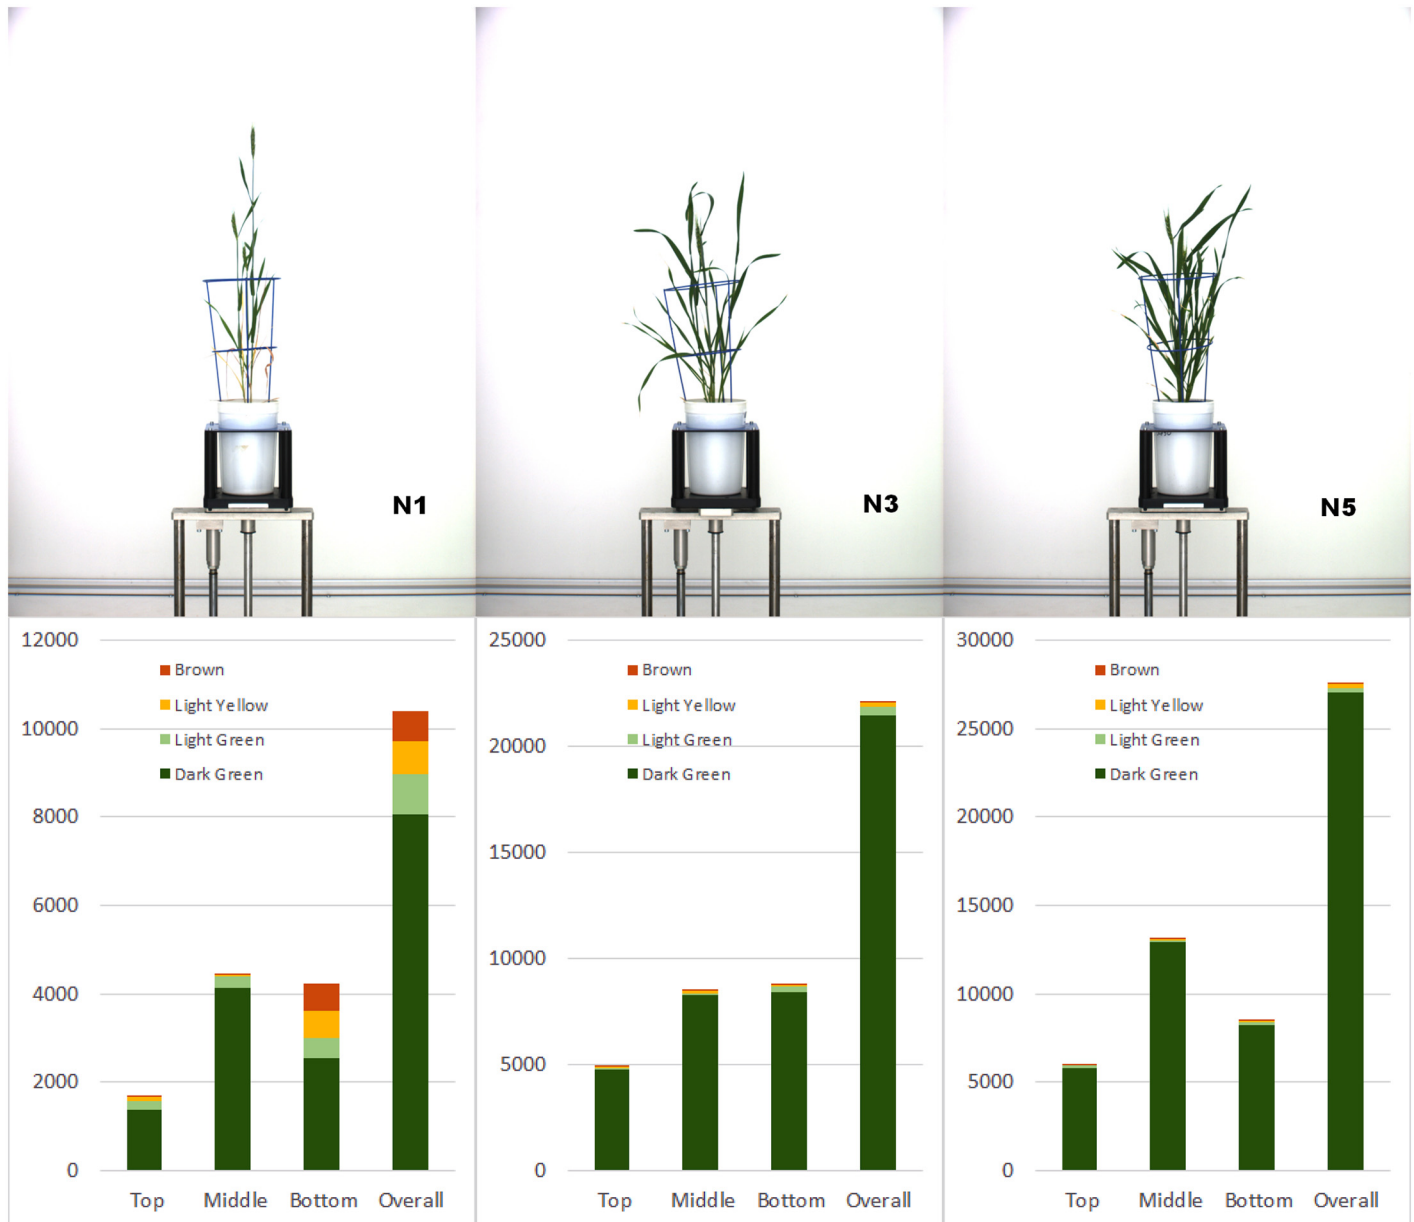 N1
N3
N5
12000
10000
8000
6000
4000
2000
0
Brown
Light Yellow
Light Green
Dark Green
Top Middle Bottom Overall
25000
20000
15000
10000
5000
0
Brown
Light Yellow
Light Green
Dark Green
Top Middle Bottom Overall
30000
25000
20000
15000
10000
5000
0
Brown
Light Yellow
Light Green
Dark Green
Top Middle Bottom Overall